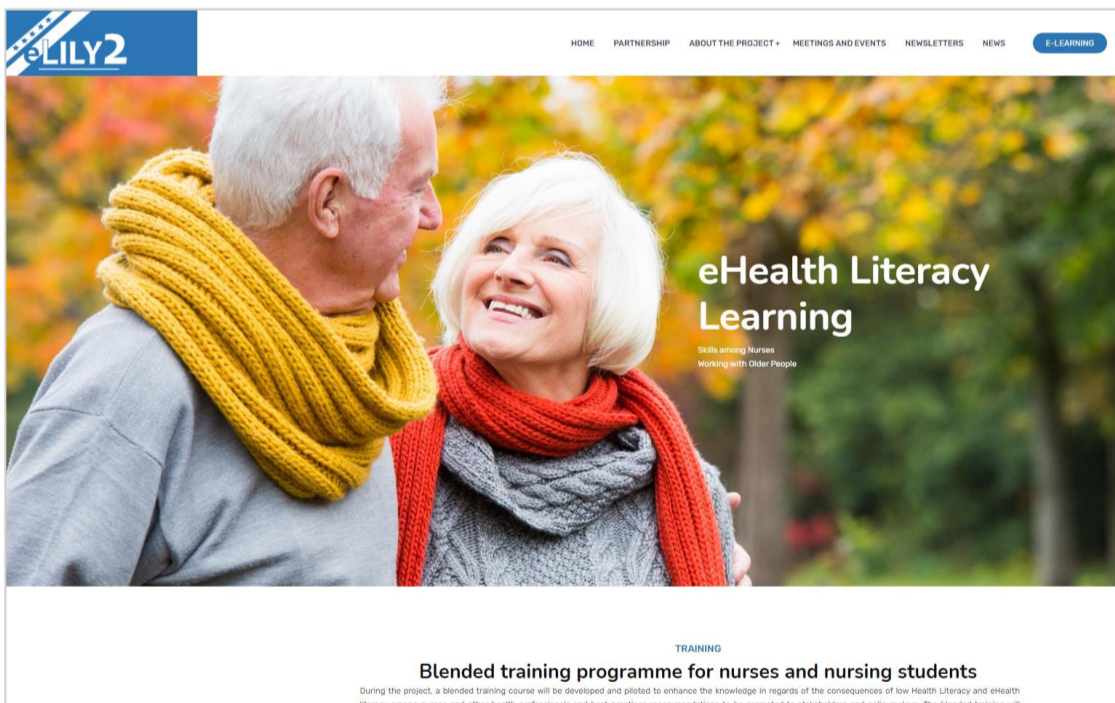 eLILY2
HOME PARTNERSHIP ABOUT THE PROJECT + MEETINGS AND EVENTS NEWSLETTERS NEWS E-LEARNING
eHealth Literacy
Learning
Skills among Nurses
Working with Older People
TRAINING
Blended training programme for nurses and nursing students
During the project, a blended training course will be developed and piloted to enhance the knowledge in regards of the consequences of low Health Literacy and eHealth